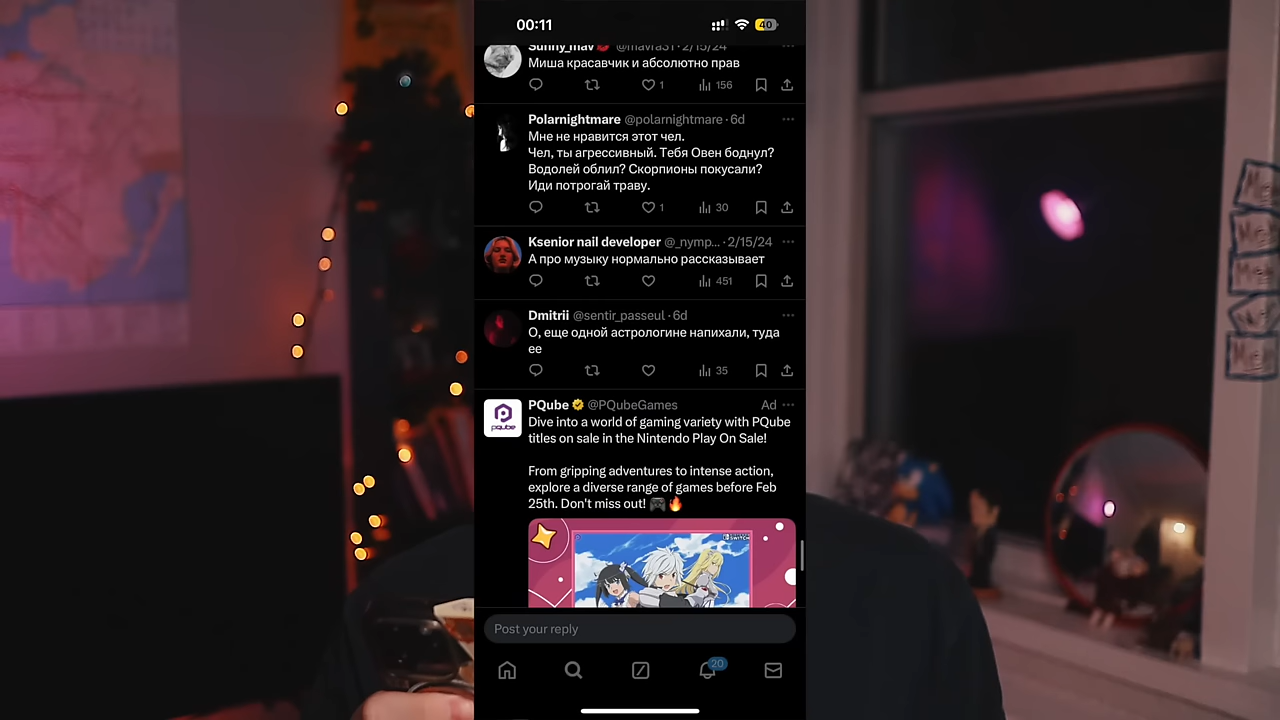 00:11
40
Sunny_mav @mavra31 · 2/15/24
Миша красавчик и абсолютно прав
1
156
Polarnightmare @polarnightmare · 6d
Мне не нравится этот чел.
Чел, ты агрессивный. Тебя Овен боднул?
Водолей облил? Скорпионы покусали?
Иди потрогай траву.
1
30
Ksenior nail developer @_nymp... · 2/15/24
А про музыку нормально рассказывает
451
Dmitrii @sentir_passeul · 6d
О, еще одной астрологине напихали, туда
ее
35
PQube @PQubeGames Ad
pqube
Dive into a world of gaming variety with PQube
titles on sale in the Nintendo Play On Sale!
From gripping adventures to intense action,
explore a diverse range of games before Feb
25th. Don't miss out!
SWITCH
Post your reply
20